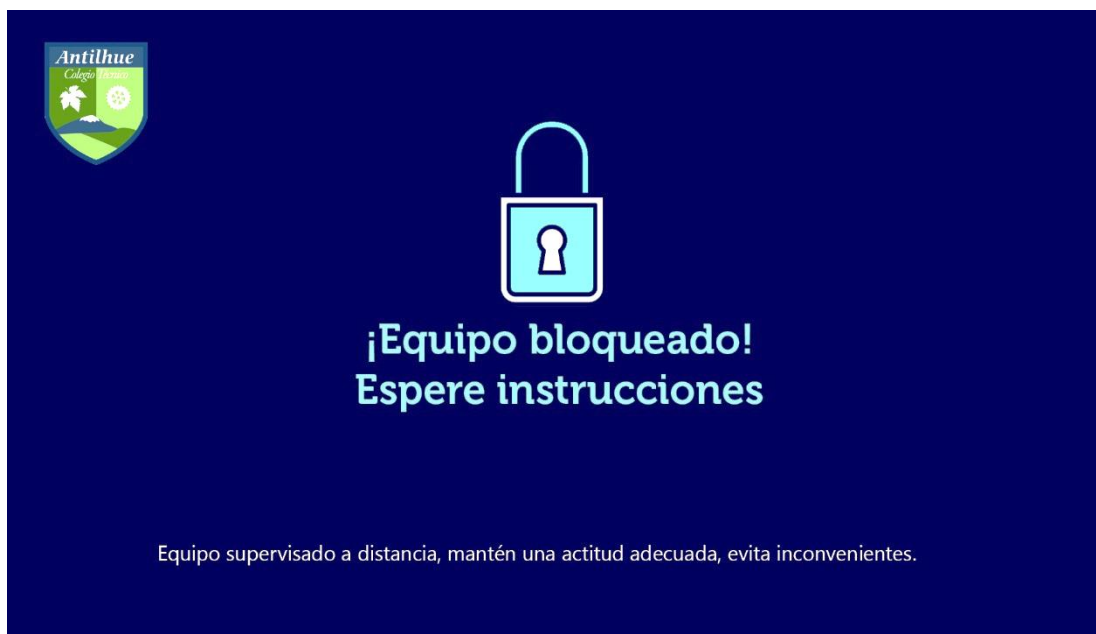 Antilhue
Colegio Técnico
¡Equipo bloqueado!
Espere instrucciones
Equipo supervisado a distancia, mantén una actitud adecuada, evita inconvenientes.